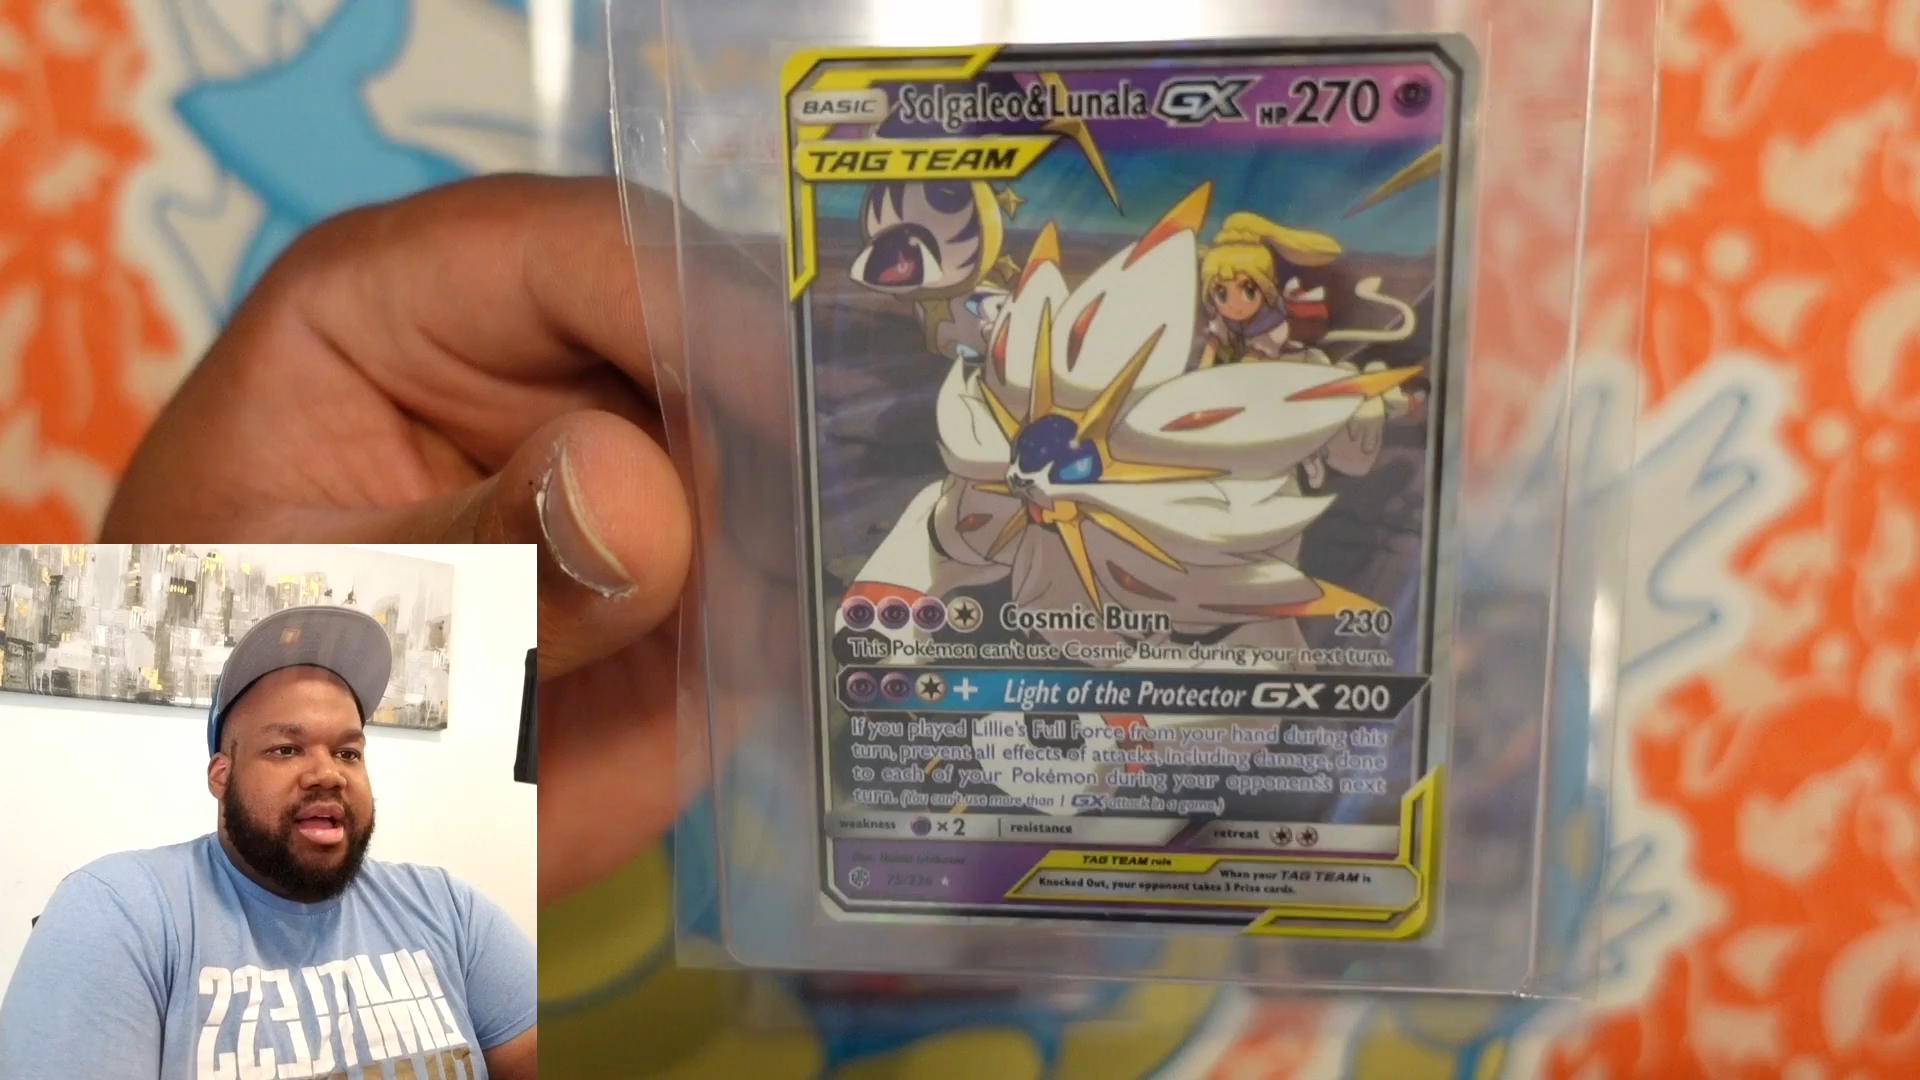 BASIC Solgaleo&Lunala GX HP 270
TAG TEAM
Cosmic Burn 230
This Pokémon can't use Cosmic Burn during your next turn.
+ Light of the Protector GX 200
If you played Lillie's Full Force from your hand during this
turn, prevent all effects of attacks, including damage, done
to each of your Pokémon during your opponent's next
turn. (You can't use more than 1 GX attack in a game.)
weakness ×2 resistance retreat
75/236
TAG TEAM rule
When your TAG TEAM is
Knocked Out, your opponent takes 3 Prize cards.
LIMITLESS